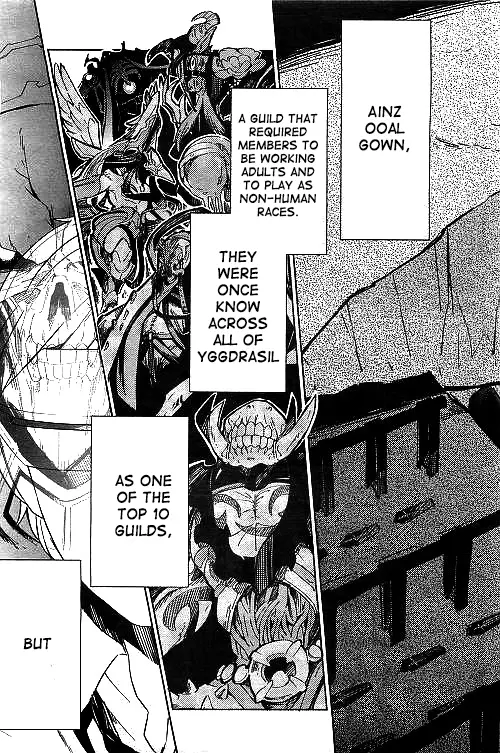 AINZ
OOAL
GOWN,
A GUILD THAT
REQUIRED
MEMBERS TO
BE WORKING
ADULTS AND
TO PLAY AS
NON-HUMAN
RACES.
THEY
WERE
ONCE
KNOW
ACROSS
ALL OF
YGGDRASIL
AS ONE
OF THE
TOP 10
GUILDS,
BUT